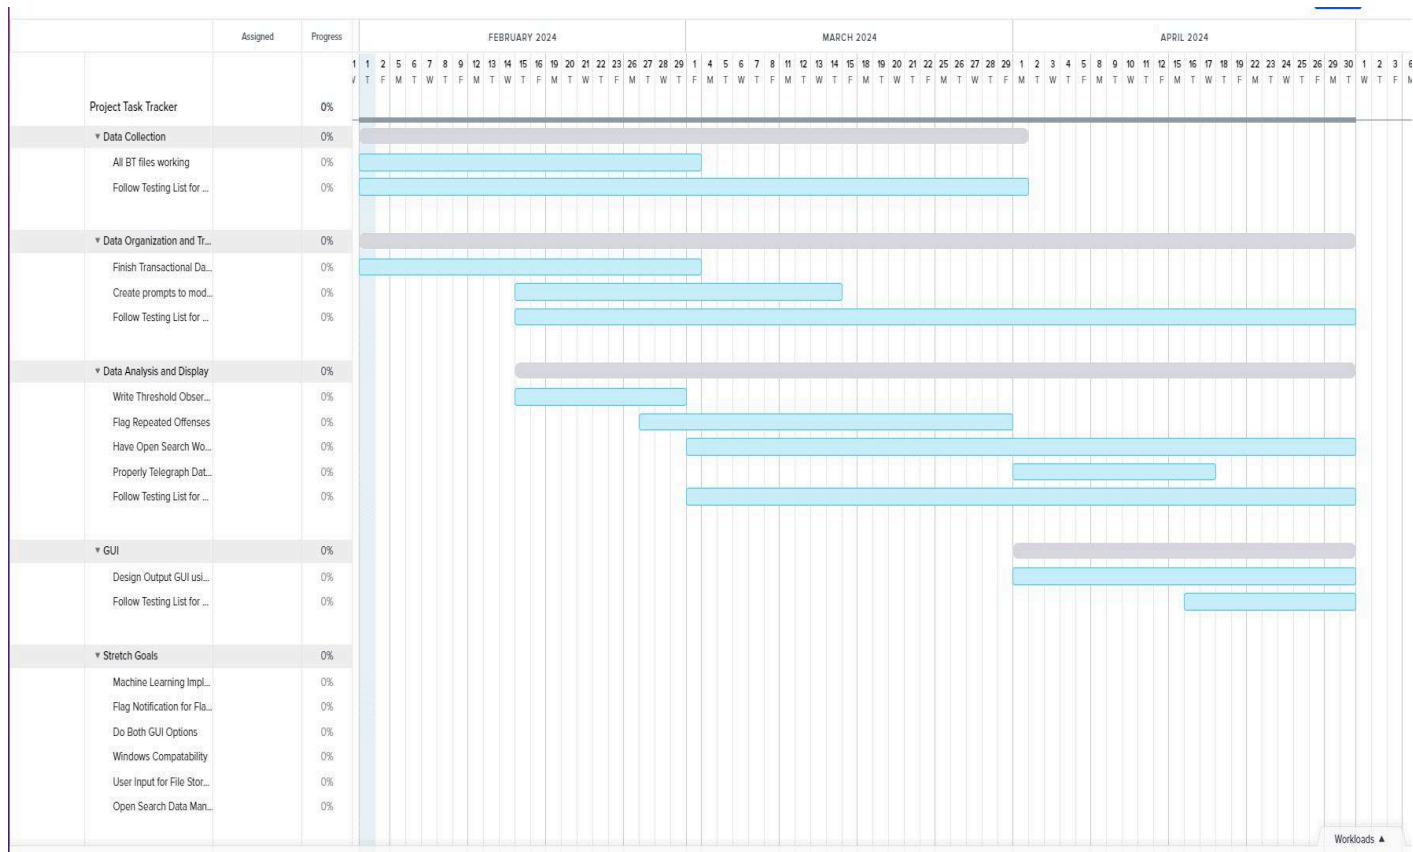 Assigned Progress FEBRUARY 2024 MARCH 2024 APRIL 2024
1 1 2 5 6 7 8 9 12 13 14 15 16 19 20 21 22 23 26 27 28 29 1 4 5 6 7 8 11 12 13 14 15 18 19 20 21 22 25 26 27 28 29 1 2 3 4 5 8 9 10 11 12 15 16 17 18 19 22 23 24 25 26 29 30 1 2 3 6
W T F M T W T F M T W T F M T W T F M T W T F M T W T F M T W T F M T W T F M T W T F M T W T F M T W T F M T W T F M T W T F M T W T F M
Project Task Tracker 0%
▼ Data Collection 0%
All BT files working 0%
Follow Testing List for ... 0%
▼ Data Organization and Tr... 0%
Finish Transactional Da... 0%
Create prompts to mod... 0%
Follow Testing List for ... 0%
▼ Data Analysis and Display 0%
Write Threshold Obser... 0%
Flag Repeated Offenses 0%
Have Open Search Wo... 0%
Properly Telegraph Dat... 0%
Follow Testing List for ... 0%
▼ GUI 0%
Design Output GUI usi... 0%
Follow Testing List for ... 0%
▼ Stretch Goals 0%
Machine Learning Impl... 0%
Flag Notification for Fla... 0%
Do Both GUI Options 0%
Windows Compatability 0%
User Input for File Stor... 0%
Open Search Data Man... 0%
Workloads ▲